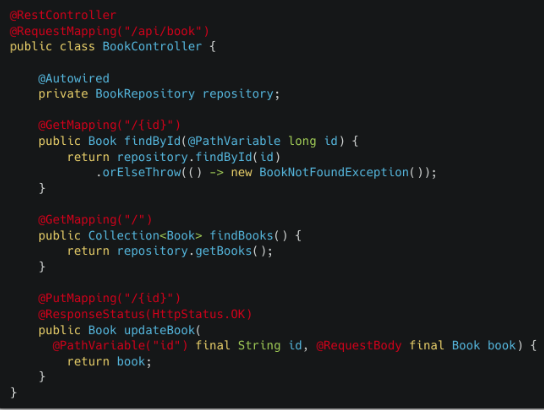 @RestController
@RequestMapping("/api/book")
public class BookController {
    @Autowired
    private BookRepository repository;
    @GetMapping("/{id}")
    public Book findById(@PathVariable long id) {
        return repository.findById(id)
            .orElseThrow(() -> new BookNotFoundException());
    }
    @GetMapping("/")
    public Collection<Book> findBooks() {
        return repository.getBooks();
    }
    @PutMapping("/{id}")
    @ResponseStatus(HttpStatus.OK)
    public Book updateBook(
      @PathVariable("id") final String id, @RequestBody final Book book) {
        return book;
    }
}